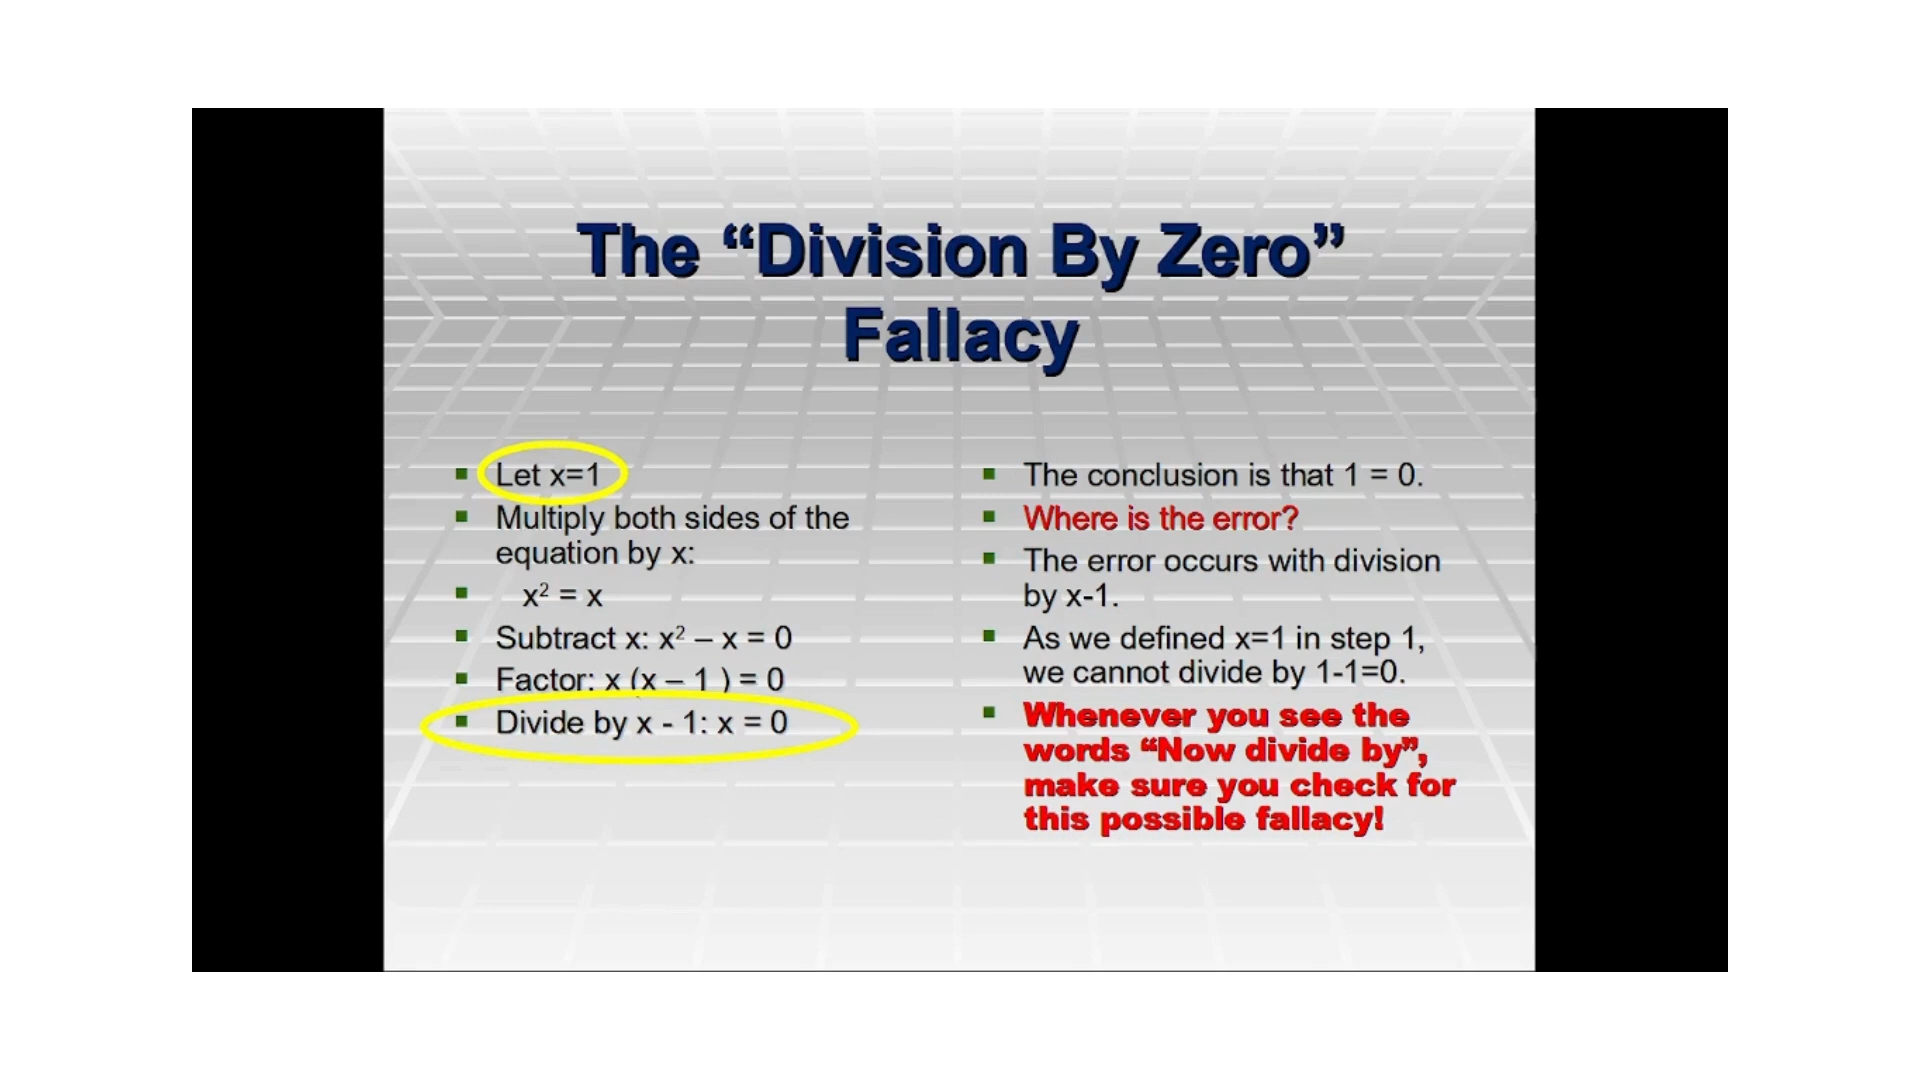 The “Division By Zero”
Fallacy
Let x=1
Multiply both sides of the
equation by x:
x² = x
Subtract x: x² – x = 0
Factor: x (x – 1 ) = 0
Divide by x - 1: x = 0
The conclusion is that 1 = 0.
Where is the error?
The error occurs with division
by x-1.
As we defined x=1 in step 1,
we cannot divide by 1-1=0.
Whenever you see the
words “Now divide by”,
make sure you check for
this possible fallacy!